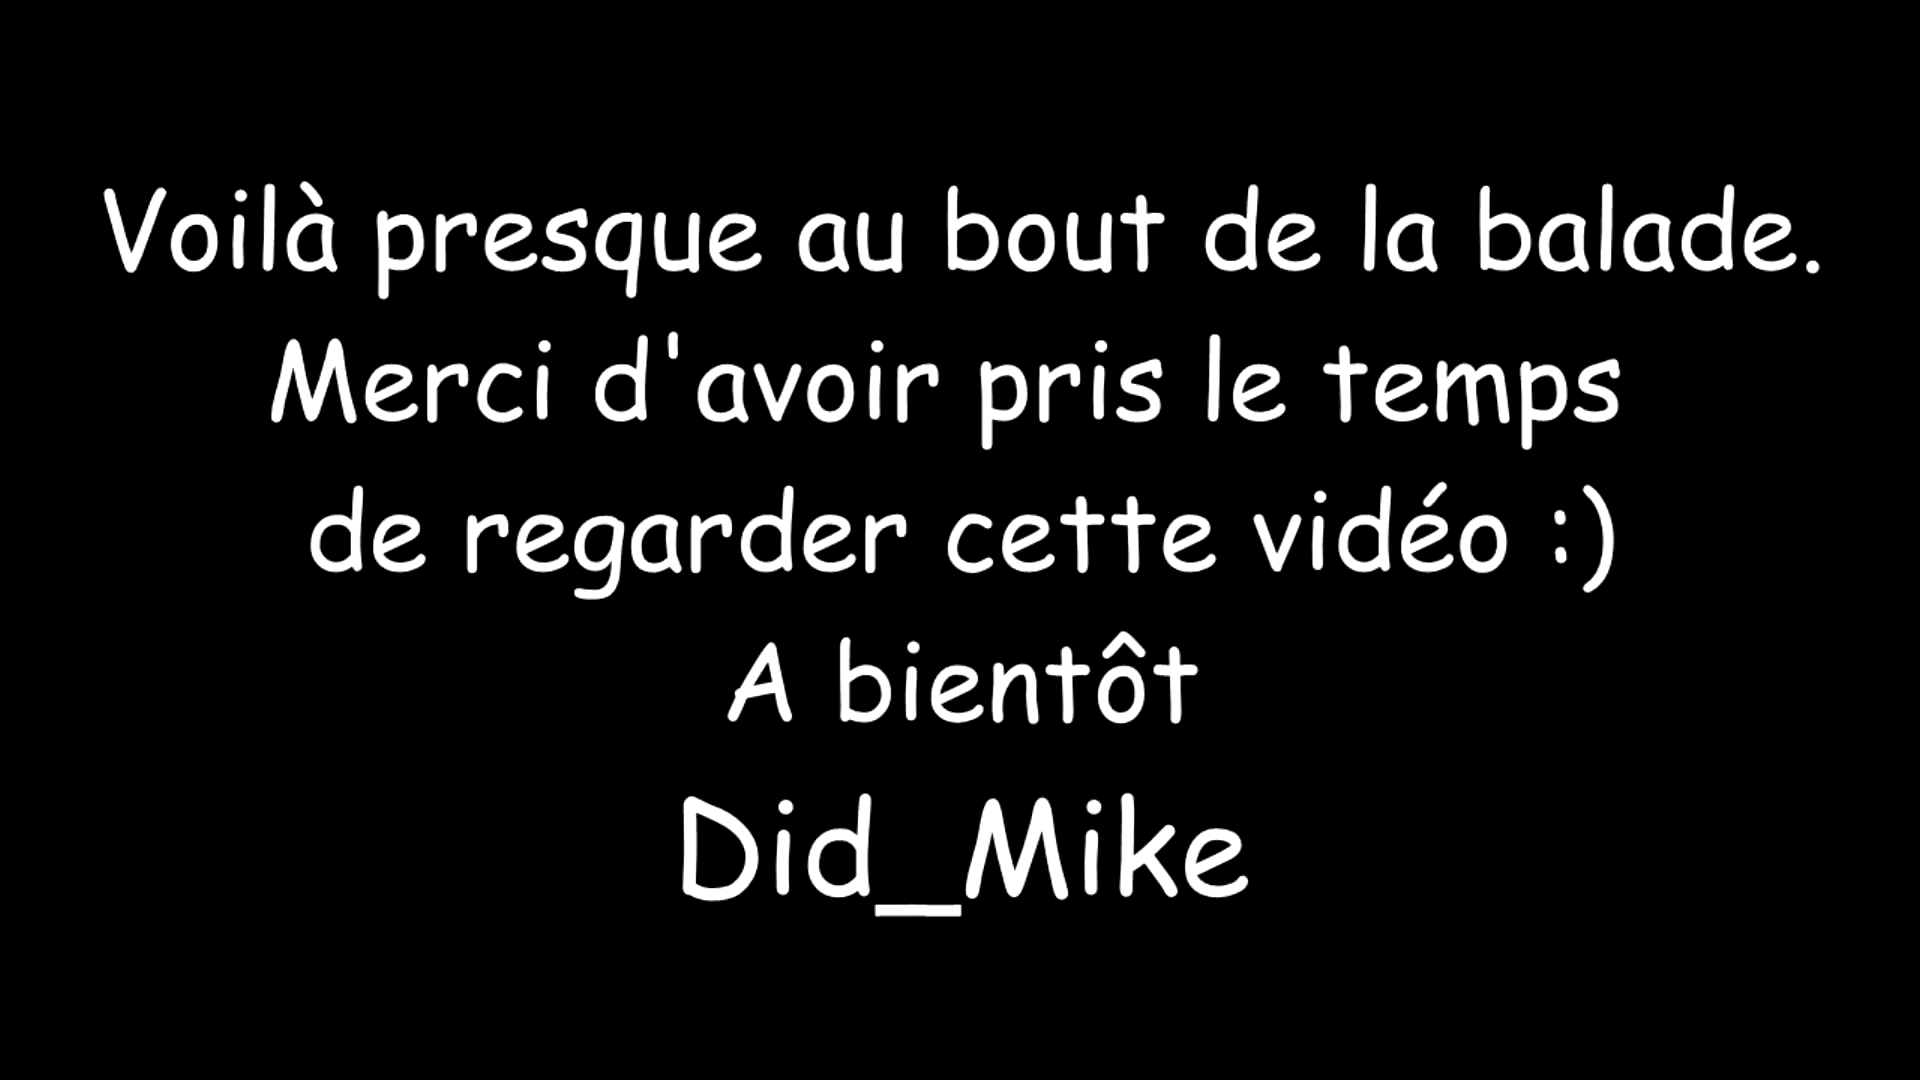 Voilà presque au bout de la balade.
Merci d'avoir pris le temps
de regarder cette vidéo :)
A bientôt
Did_Mike